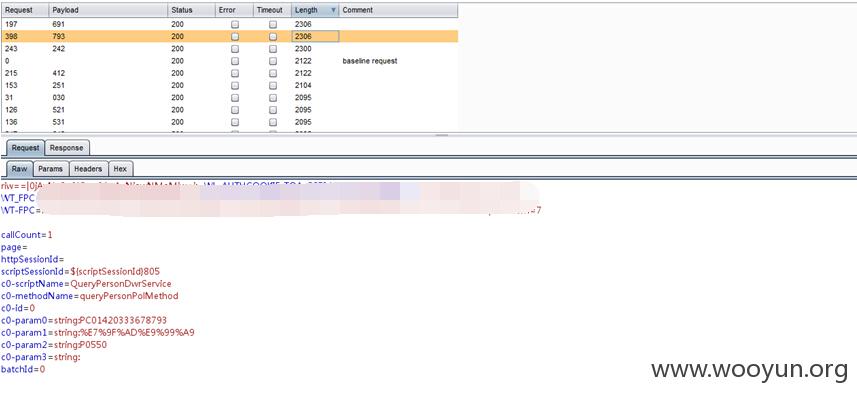 Request Payload Status Error Timeout Length Comment
197 691 200 2306
398 793 200 2306
243 242 200 2300
0 200 2122 baseline request
215 412 200 2122
153 251 200 2104
31 030 200 2095
126 521 200 2095
136 531 200 2095
Request Response
Raw Params Headers Hex
WT_FPC
WT-FPC= =7
callCount=1
page=
httpSessionId=
scriptSessionId=${scriptSessionId}805
c0-scriptName=QueryPersonDwrService
c0-methodName=queryPersonPolMethod
c0-id=0
c0-param0=string:PC01420333678793
c0-param1=string:%E7%9F%AD%E9%99%A9
c0-param2=string:P0550
c0-param3=string:
batchId=0
www.wooyun.org